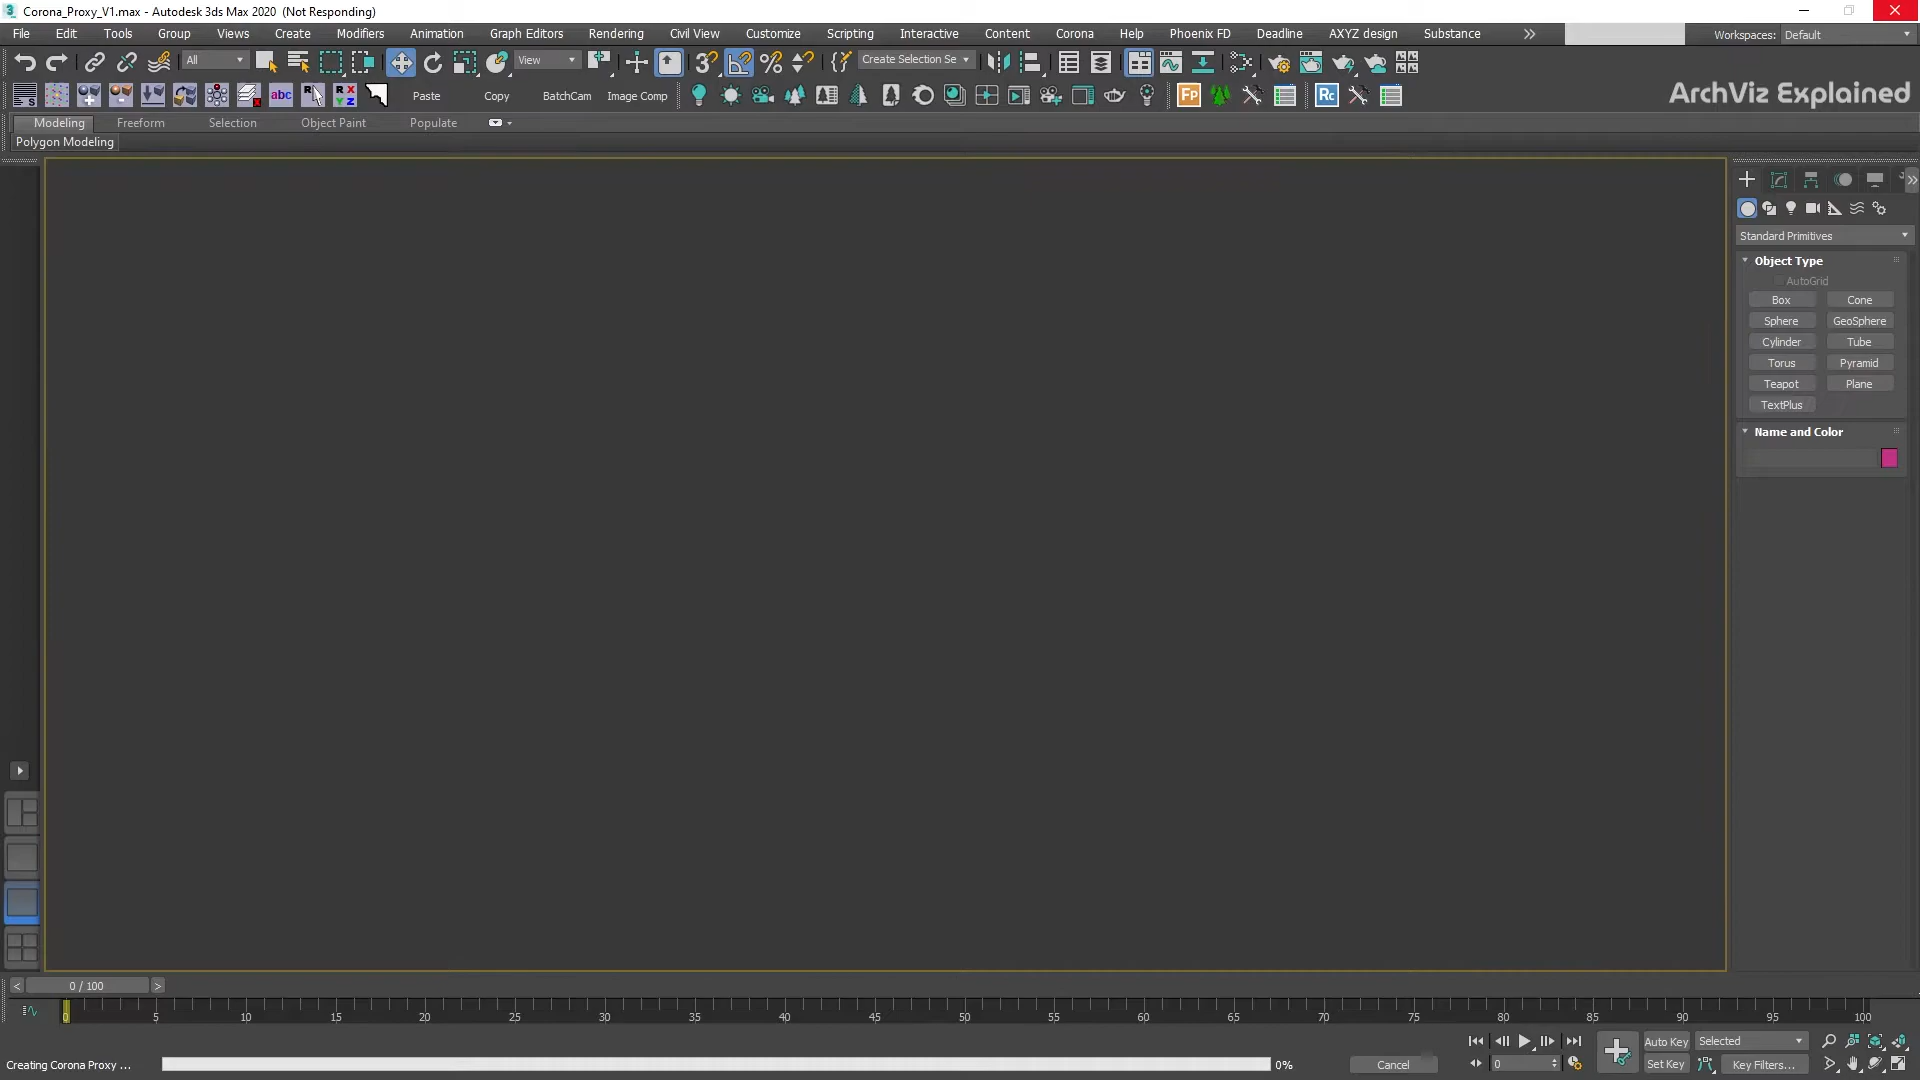 Corona_Proxy_V1.max - Autodesk 3ds Max 2020 (Not Responding)
File Edit Tools Group Views Create Modifiers Animation Graph Editors Rendering Civil View Customize Scripting Interactive Content Corona Help Phoenix FD Deadline AXYZ design Substance Workspaces: Default
All View Create Selection Se
abc RX YZ Paste Copy BatchCam Image Comp Fp Rc ArchViz Explained
Modeling Freeform Selection Object Paint Populate
Polygon Modeling
Standard Primitives
Object Type
AutoGrid
Box Cone
Sphere GeoSphere
Cylinder Tube
Torus Pyramid
Teapot Plane
TextPlus
Name and Color
< 0 / 100 >
0 5 10 15 20 25 30 35 40 45 50 55 60 65 70 75 80 85 90 95 100
Auto Key Selected
Creating Corona Proxy ... 0% Cancel 0 Set Key Key Filters...